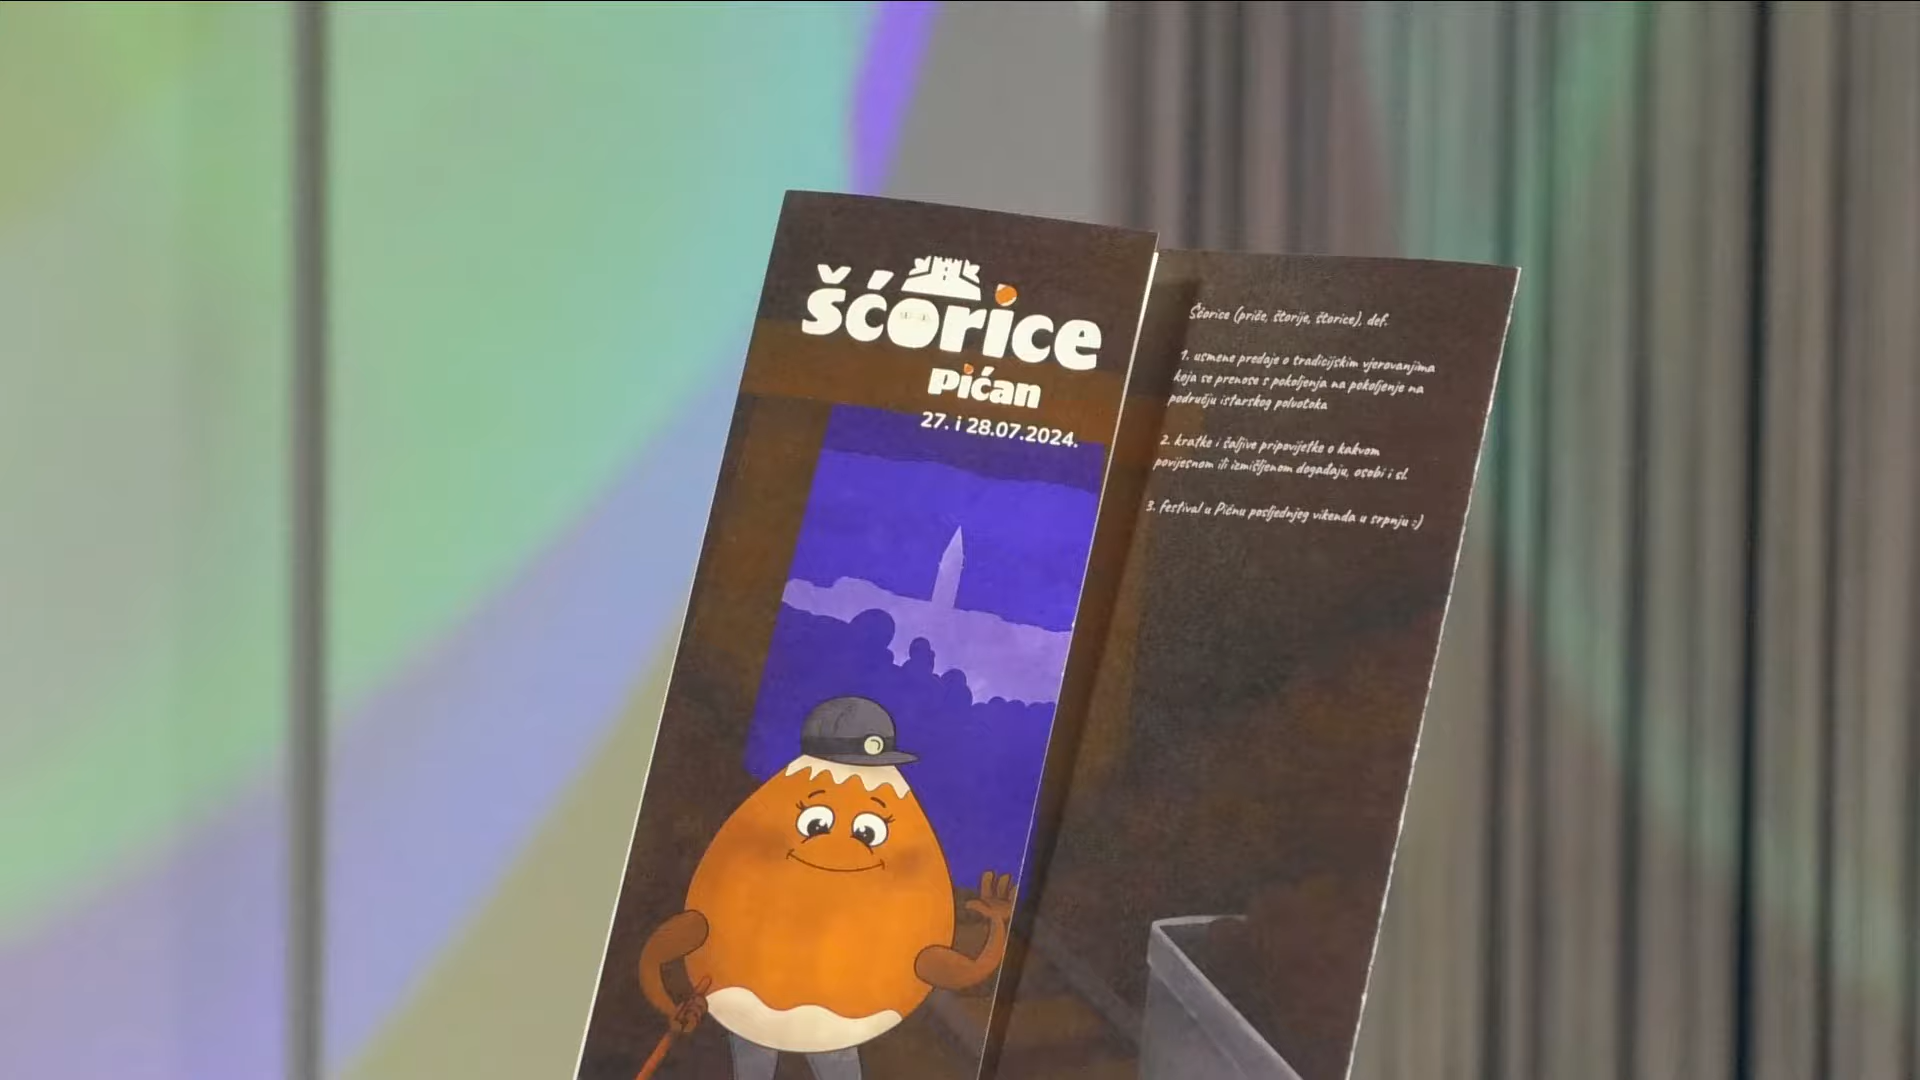 šćorice
Pićan
27. i 28.07.2024.
Šćorice (priče, štorije, štorice), def.
1. usmene predaje o tradicijskim vjerovanjima
koja se prenose s pokoljenja na pokoljenje na
području istarskog poluotoka
2. kratke i šaljive pripovijetke o kakvom
povijesnom ili izmišljenom događaju, osobi i sl.
3. festival u Pićnu posljednjeg vikenda u srpnju :)